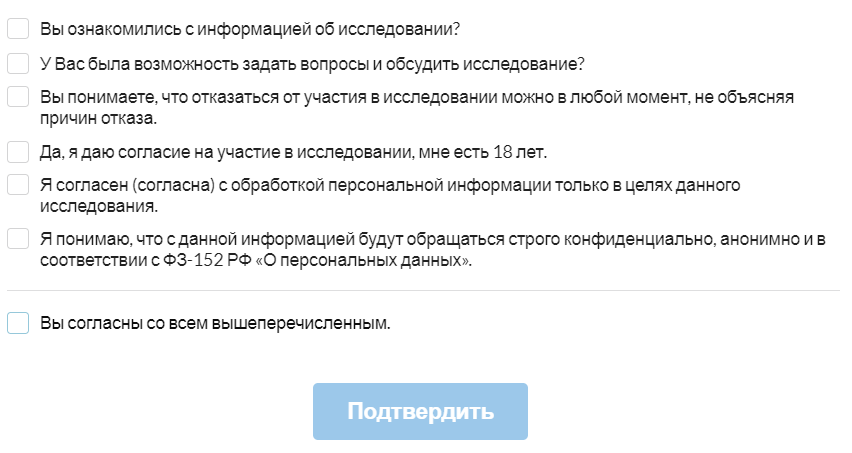 Вы ознакомились с информацией об исследовании?
У Вас была возможность задать вопросы и обсудить исследование?
Вы понимаете, что отказаться от участия в исследовании можно в любой момент, не объясняя
причин отказа.
Да, я даю согласие на участие в исследовании, мне есть 18 лет.
Я согласен (согласна) с обработкой персональной информации только в целях данного
исследования.
Я понимаю, что с данной информацией будут обращаться строго конфиденциально, анонимно и в
соответствии с ФЗ-152 РФ «О персональных данных».
Вы согласны со всем вышеперечисленным.
Подтвердить